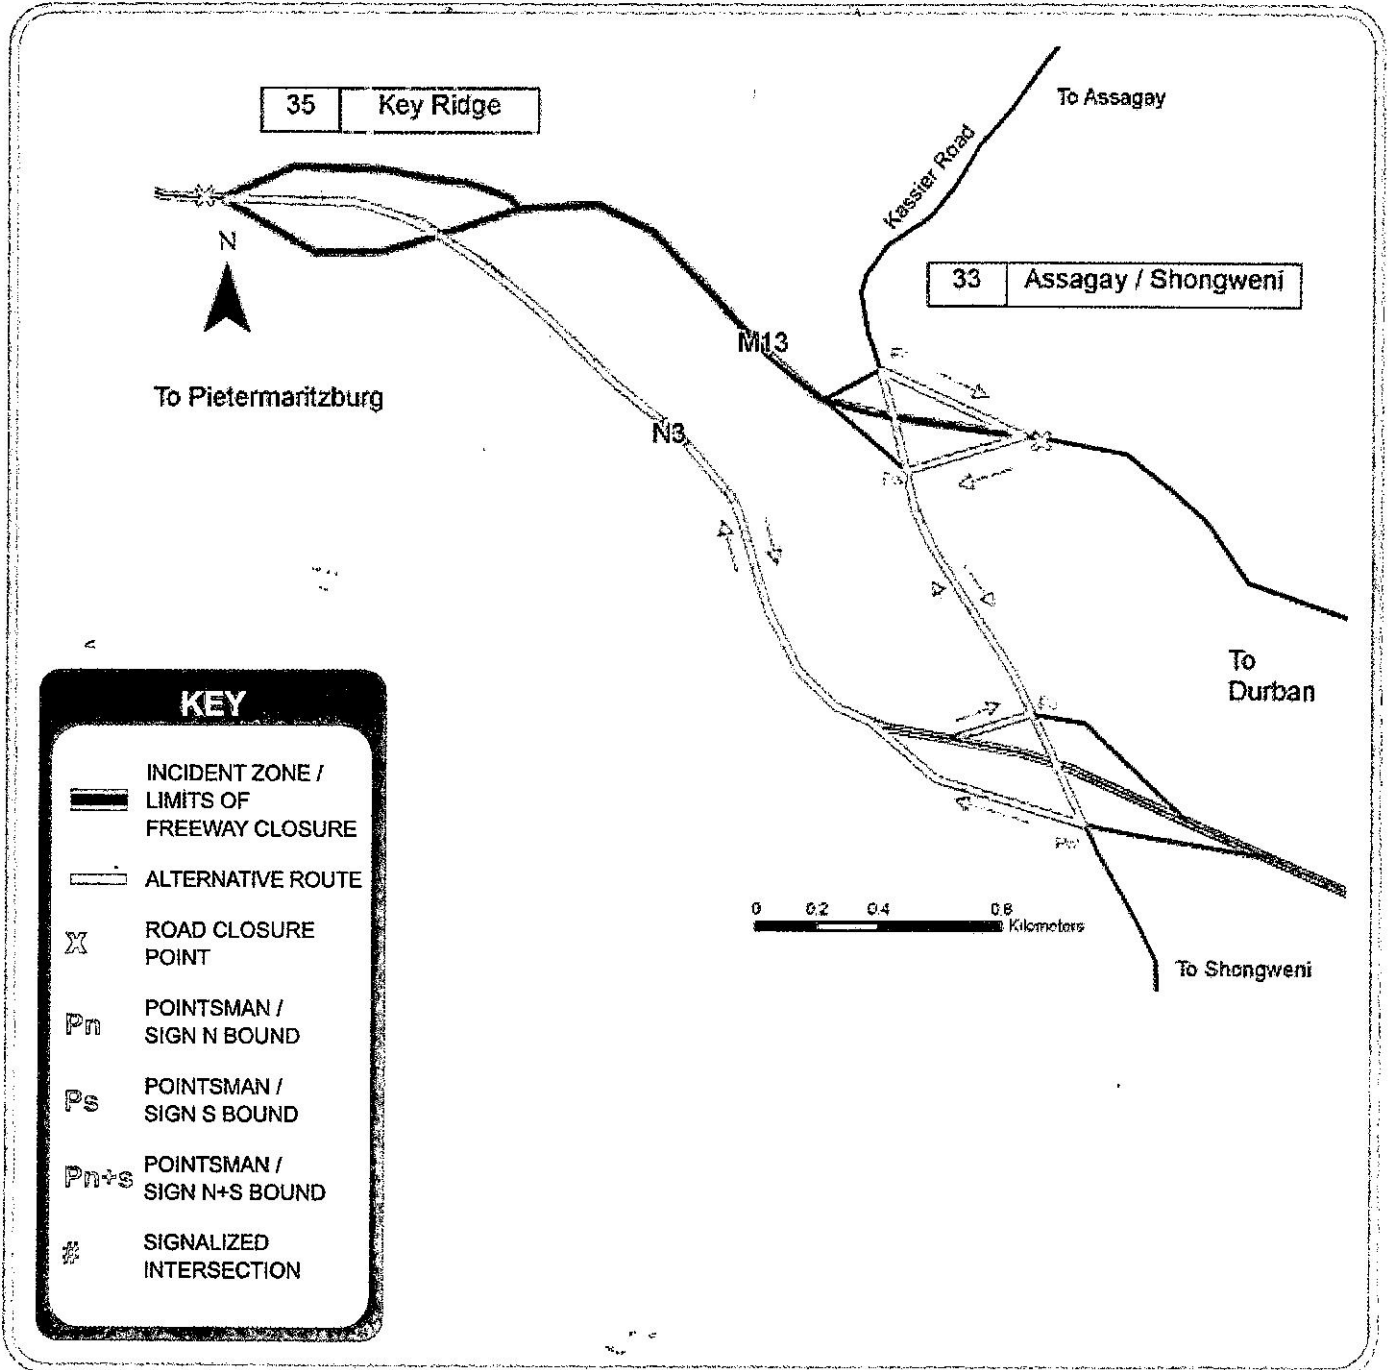 To Assagay
35 Key Ridge
Kassier Road
33 Assagay / Shongweni
N
M13
To Pietermaritzburg
N3
To
Durban
KEY
INCIDENT ZONE /
LIMITS OF
FREEWAY CLOSURE
ALTERNATIVE ROUTE
X
ROAD CLOSURE
POINT
0 0.2 0.4 0.8
Kilometers
To Shongweni
Pn
POINTSMAN /
SIGN N BOUND
Ps
POINTSMAN /
SIGN S BOUND
Pn+s
POINTSMAN /
SIGN N+S BOUND
#
SIGNALIZED
INTERSECTION